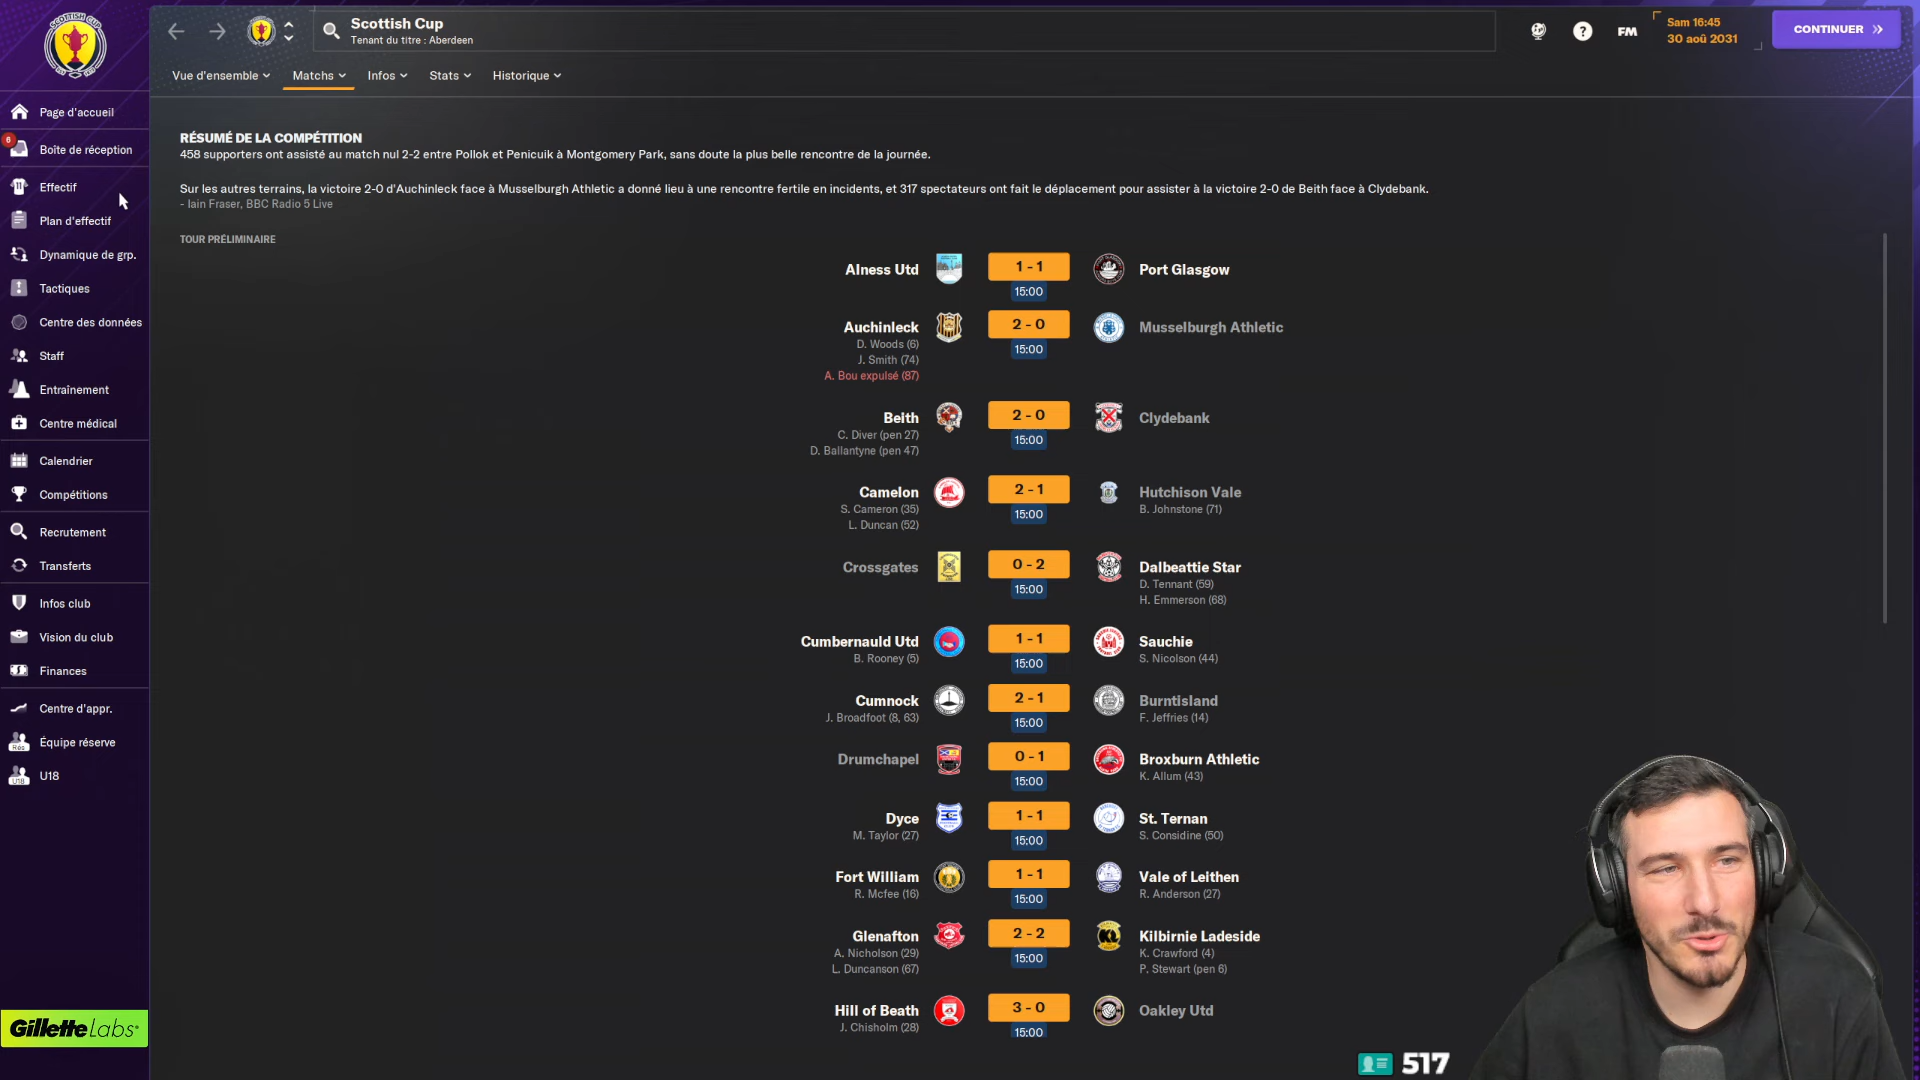 Scottish Cup
Tenant du titre : Aberdeen
FM
Sam 16:45
30 aoû 2031
CONTINUER
Vue d'ensemble
Matchs
Infos
Stats
Historique
Page d'accueil
6
Boîte de réception
Effectif
Plan d'effectif
Dynamique de grp.
Tactiques
Centre des données
Staff
Entraînement
Centre médical
Calendrier
Compétitions
Recrutement
Transferts
Infos club
Vision du club
Finances
Centre d'appr.
Équipe réserve
U18
Gillette Labs
RÉSUMÉ DE LA COMPÉTITION
458 supporters ont assisté au match nul 2-2 entre Pollok et Penicuik à Montgomery Park, sans doute la plus belle rencontre de la journée.
Sur les autres terrains, la victoire 2-0 d'Auchinleck face à Musselburgh Athletic a donné lieu à une rencontre fertile en incidents, et 317 spectateurs ont fait le déplacement pour assister à la victoire 2-0 de Beith face à Clydebank.
- Iain Fraser, BBC Radio 5 Live
TOUR PRÉLIMINAIRE
Alness Utd 1 - 1 Port Glasgow
15:00
Auchinleck 2 - 0 Musselburgh Athletic
D. Woods (6) 15:00
J. Smith (74)
A. Bou expulsé (87)
Beith 2 - 0 Clydebank
C. Diver (pen 27) 15:00
D. Ballantyne (pen 47)
Camelon 2 - 1 Hutchison Vale
S. Cameron (35) 15:00 B. Johnstone (71)
L. Duncan (52)
Crossgates 0 - 2 Dalbeattie Star
15:00 D. Tennant (59)
H. Emmerson (68)
Cumbernauld Utd 1 - 1 Sauchie
B. Rooney (5) 15:00 S. Nicolson (44)
Cumnock 2 - 1 Burntisland
J. Broadfoot (8, 63) 15:00 F. Jeffries (14)
Drumchapel 0 - 1 Broxburn Athletic
15:00 K. Allum (43)
Dyce 1 - 1 St. Ternan
M. Taylor (27) 15:00 S. Considine (50)
Fort William 1 - 1 Vale of Leithen
R. Mcfee (16) 15:00 R. Anderson (27)
Glenafton 2 - 2 Kilbirnie Ladeside
A. Nicholson (29) 15:00 K. Crawford (4)
L. Duncanson (67) P. Stewart (pen 6)
Hill of Beath 3 - 0 Oakley Utd
J. Chisholm (28) 15:00
517